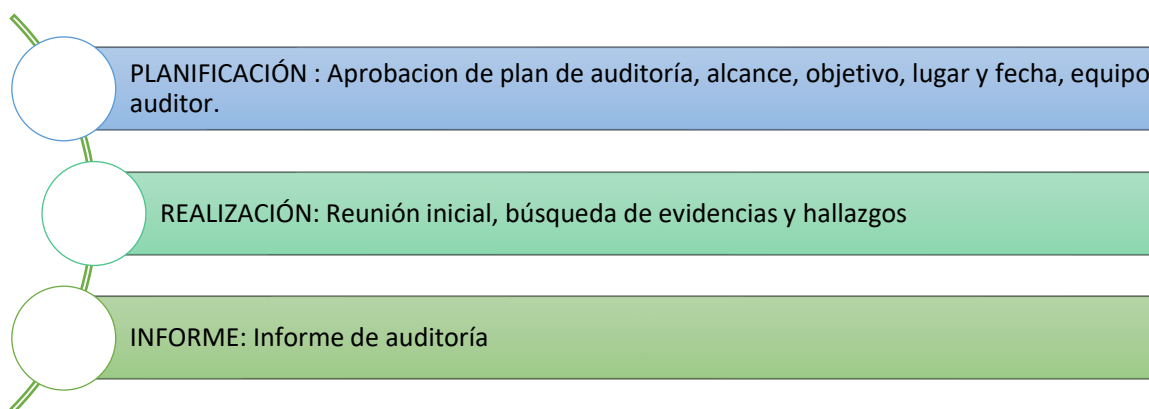 PLANIFICACIÓN : Aprobacion de plan de auditoría, alcance, objetivo, lugar y fecha, equipo
auditor.
REALIZACIÓN: Reunión inicial, búsqueda de evidencias y hallazgos
INFORME: Informe de auditoría